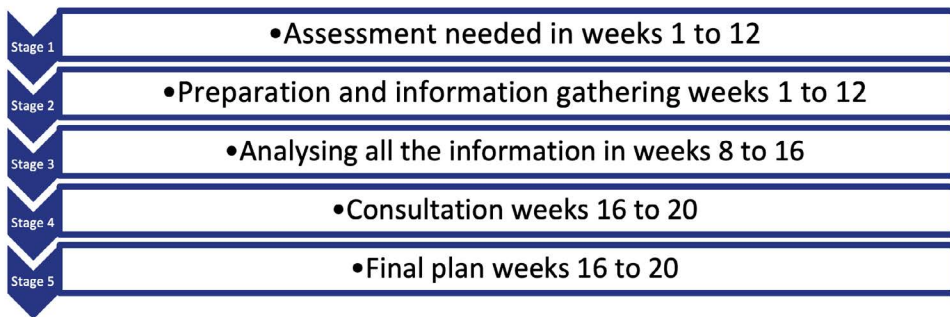 Stage 1
•Assessment needed in weeks 1 to 12
Stage 2
•Preparation and information gathering weeks 1 to 12
Stage 3
•Analysing all the information in weeks 8 to 16
Stage 4
•Consultation weeks 16 to 20
Stage 5
•Final plan weeks 16 to 20